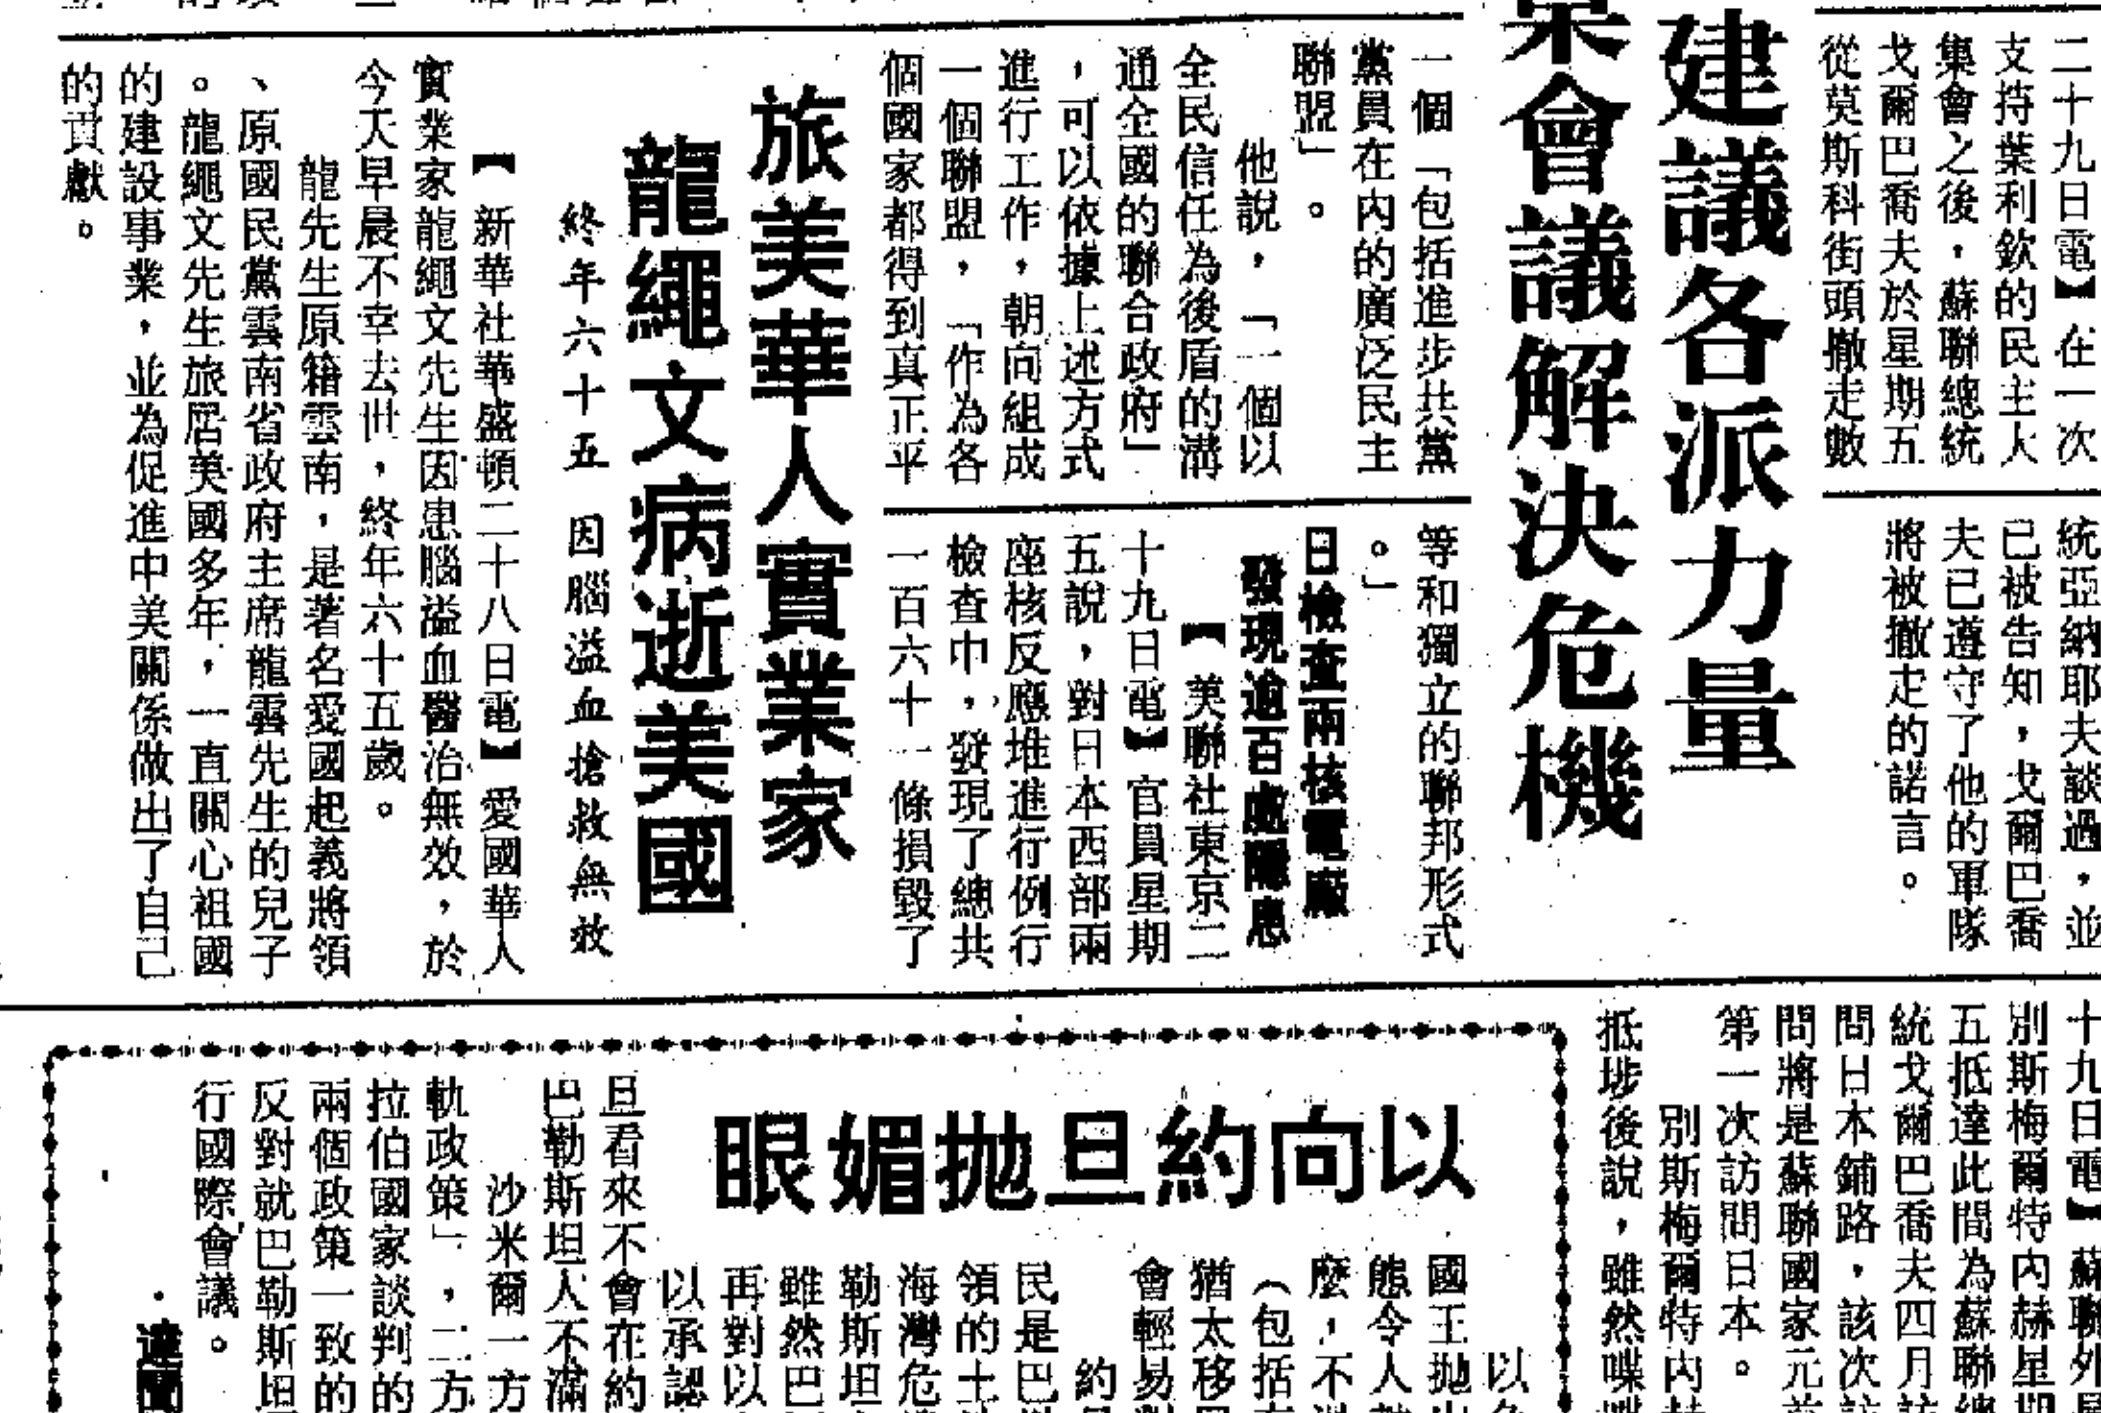 建議各派力量
會議解決危機
二十九日電】在一次
支持葉利欽的民主人
集會之後，蘇聯總統
戈爾巴喬夫於星期五
從莫斯科街頭撤走數
統亞納耶夫談過，並
已被告知，戈爾巴喬
夫已遵守了他的軍隊
將被撤走的諾言。
一個「包括進步共黨
黨員在內的廣泛民主
聯盟」。
他說，「一個以
全民信任為後盾的溝
通全國的聯合政府」
，可以依據上述方式
進行工作，朝向組成
一個聯盟，「作為各
個國家都得到真正平
等和獨立的聯邦形式
。」
日檢查兩核電廠
發現逾百處隱患
【美聯社東京二
十九日電】官員星期
五說，對日本西部兩
座核反應堆進行例行
檢查中，發現了總共
一百六十一條損毀了
旅美華人實業家
龍繩文病逝美國
終年六十五 因腦溢血搶救無效
【新華社華盛頓二十八日電】愛國華人
實業家龍繩文先生因患腦溢血醫治無效，於
今天早晨不幸去世，終年六十五歲。
龍先生原籍雲南，是著名愛國起義將領
、原國民黨雲南省政府主席龍雲先生的兒子
。龍繩文先生旅居美國多年，一直關心祖國
的建設事業，並為促進中美關係做出了自己
的貢獻。
十九日電】蘇聯外
別斯梅爾特內赫星期
五抵達此間為蘇聯總
統戈爾巴喬夫四月訪
問日本鋪路，該次訪
問將是蘇聯國家元首
第一次訪問日本。
別斯梅爾特內赫
抵埗後說，雖然喋
以向約旦拋媚眼
以
國王拋
態令人
麼，不
（包括
猶太移
會輕易
約
民是巴
領的土
海灣危
勒斯坦
雖然巴
再對以
以承認
旦看來不會在約
巴勒斯坦人不滿
沙米爾一方
軌政策」，二方
拉伯國家談判的
兩個政策一致的
反對就巴勒斯坦
行國際會議。
·達聞